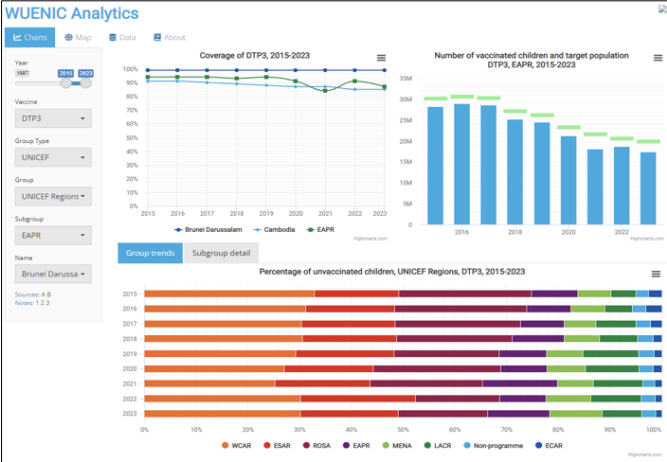 WUENIC Analytics
Charts
Map
Data
About
Year
1997 2015 2023
Vaccine
DTP3
Group Type
UNICEF
Group
UNICEF Regions
Subgroup
EAPR
Name
Brunei Darussa
Sources: A B
Notes: 1 2 3
Coverage of DTP3, 2015-2023
100%
90%
80%
70%
60%
50%
40%
30%
20%
10%
0%
2015 2016 2017 2018 2019 2020 2021 2022 2023
Brunei Darussalam Cambodia EAPR
Highcharts.com
Number of vaccinated children and target population
DTP3, EAPR, 2015-2023
35M
30M
25M
20M
15M
10M
5M
0
2016 2018 2020 2022
Highcharts.com
Group trends
Subgroup detail
Percentage of unvaccinated children, UNICEF Regions, DTP3, 2015-2023
2015
2016
2017
2018
2019
2020
2021
2022
2023
0% 10% 20% 30% 40% 50% 60% 70% 80% 90% 100%
WCAR ESAR ROSA EAPR MENA LACR Non-programme ECAR
Highcharts.com